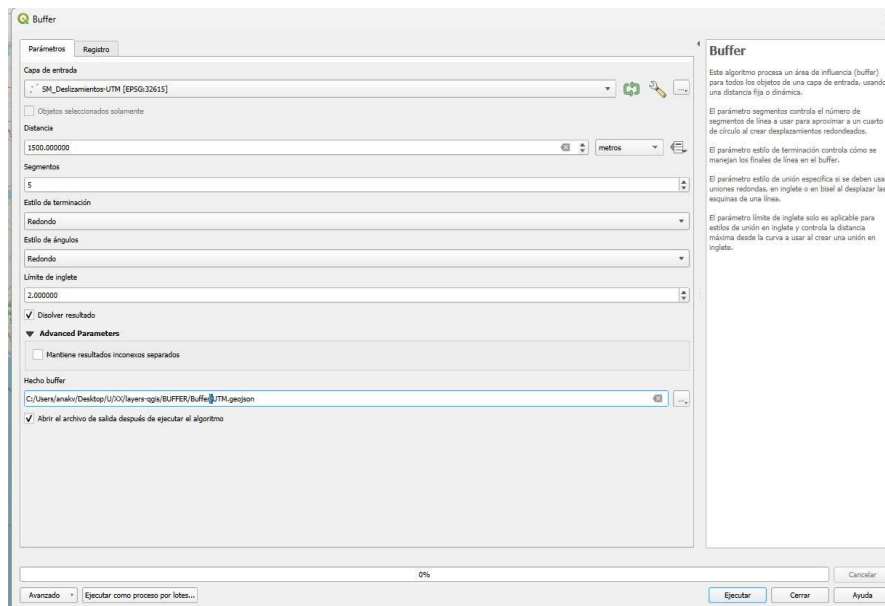 Buffer
Parámetros
Registro
Capa de entrada
SM_Deslizamientos-UTM [EPSG:32615]
...
Objetos seleccionados solamente
Distancia
1500.000000
metros
Segmentos
5
Estilo de terminación
Redondo
Estilo de ángulos
Redondo
Límite de inglete
2.000000
Disolver resultado
Advanced Parameters
Mantiene resultados inconexos separados
Hecho buffer
C:/Users/anakv/Desktop/U/XX/layers-qgis/BUFFER/Buffer-UTM.geojson
...
Abrir el archivo de salida después de ejecutar el algoritmo
Buffer
Este algoritmo procesa un área de influencia (buffer)
para todos los objetos de una capa de entrada, usando
una distancia fija o dinámica.
El parámetro segmentos controla el número de
segmentos de línea a usar para aproximar a un cuarto
de círculo al crear desplazamientos redondeados.
El parámetro estilo de terminación controla cómo se
manejan los finales de línea en el buffer.
El parámetro estilo de unión especifica si se deben usa
uniones redondas, en inglete o en bisel al desplazar las
esquinas de una línea.
El parámetro límite de inglete solo es aplicable para
estilos de unión en inglete y controla la distancia
máxima desde la curva a usar al crear una unión en
inglete.
0%
Cancelar
Avanzado
Ejecutar como proceso por lotes...
Ejecutar
Cerrar
Ayuda